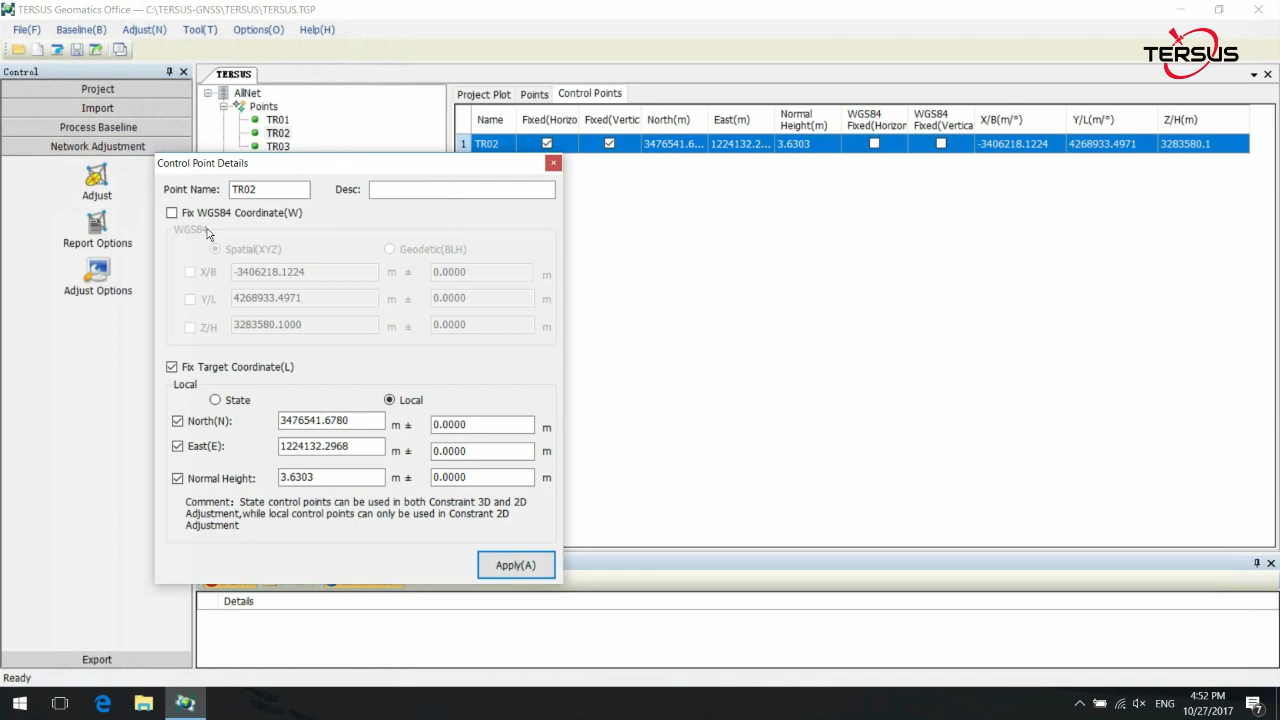 TERSUS Geomatics Office — C:\TERSUS-GNSS\TERSUS\TERSUS.TGP
File(F) Baseline(B) Adjust(N) Tool(T) Options(O) Help(H)
TERSUS
Control
TERSUS
Project
Import
Process Baseline
Network Adjustment
Adjust
Report Options
Adjust Options
Export
AllNet
Points
TR01
TR02
TR03
Project Plot Points Control Points
Name Fixed(Horizo Fixed(Vertic North(m) East(m) Normal Height(m) WGS84 Fixed(Horizon WGS84 Fixed(Vertica X/B(m/°) Y/L(m/°) Z/H(m)
1 TR02 3476541.6... 1224132.2... 3.6303 -3406218.1224 4268933.4971 3283580.1
Control Point Details
Point Name: TR02 Desc:
Fix WGS84 Coordinate(W)
WGS84
Spatial(XYZ) Geodetic(BLH)
X/B -3406218.1224 m ± 0.0000 m
Y/L 4268933.4971 m ± 0.0000 m
Z/H 3283580.1000 m ± 0.0000 m
Fix Target Coordinate(L)
Local
State Local
North(N): 3476541.6780 m ± 0.0000 m
East(E): 1224132.2968 m ± 0.0000 m
Normal Height: 3.6303 m ± 0.0000 m
Comment: State control points can be used in both Constraint 3D and 2D
Adjustment,while local control points can only be used in Constrant 2D
Adjustment
Apply(A)
Details
Ready
ENG
4:52 PM
10/27/2017
7